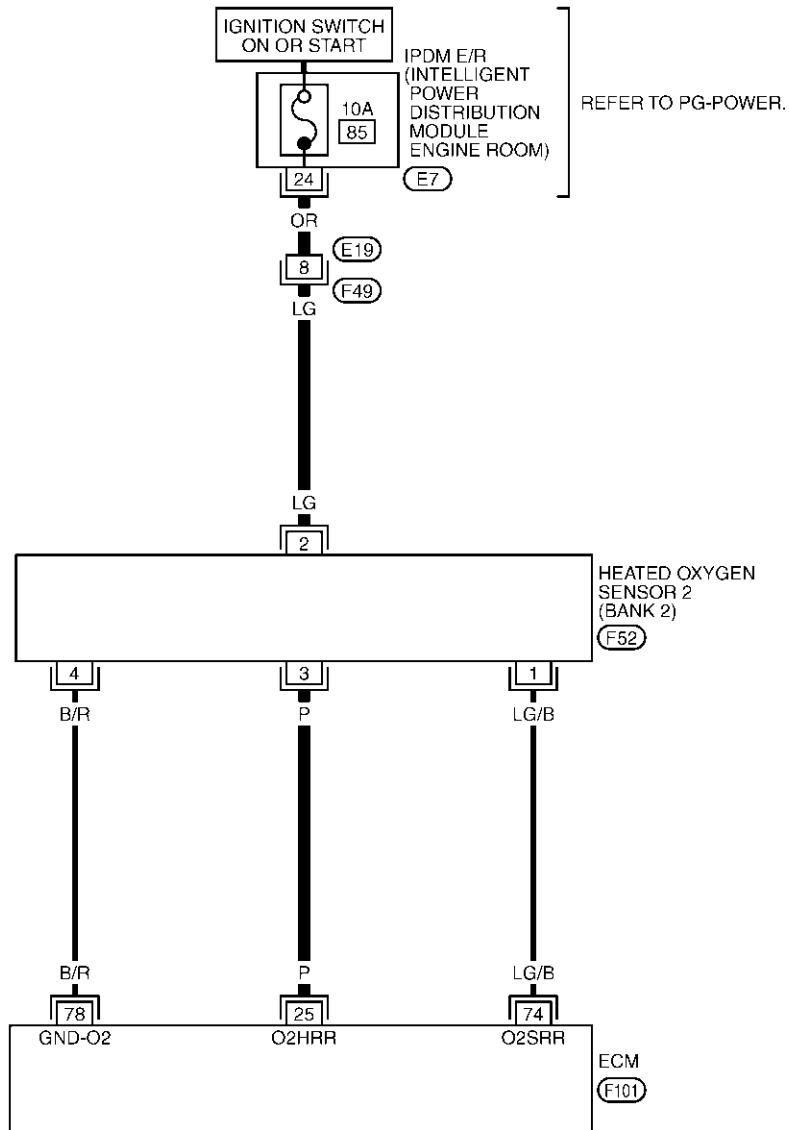 IGNITION SWITCH
ON OR START
IPDM E/R
(INTELLIGENT
POWER
DISTRIBUTION
MODULE
ENGINE ROOM)
REFER TO PG-POWER.
10A
85
24
E7
OR
E19
8
F49
LG
LG
2
HEATED OXYGEN
SENSOR 2
(BANK 2)
F52
4
3
1
B/R
P
LG/B
B/R
P
LG/B
78
25
74
GND-O2
O2HRR
O2SRR
ECM
F101